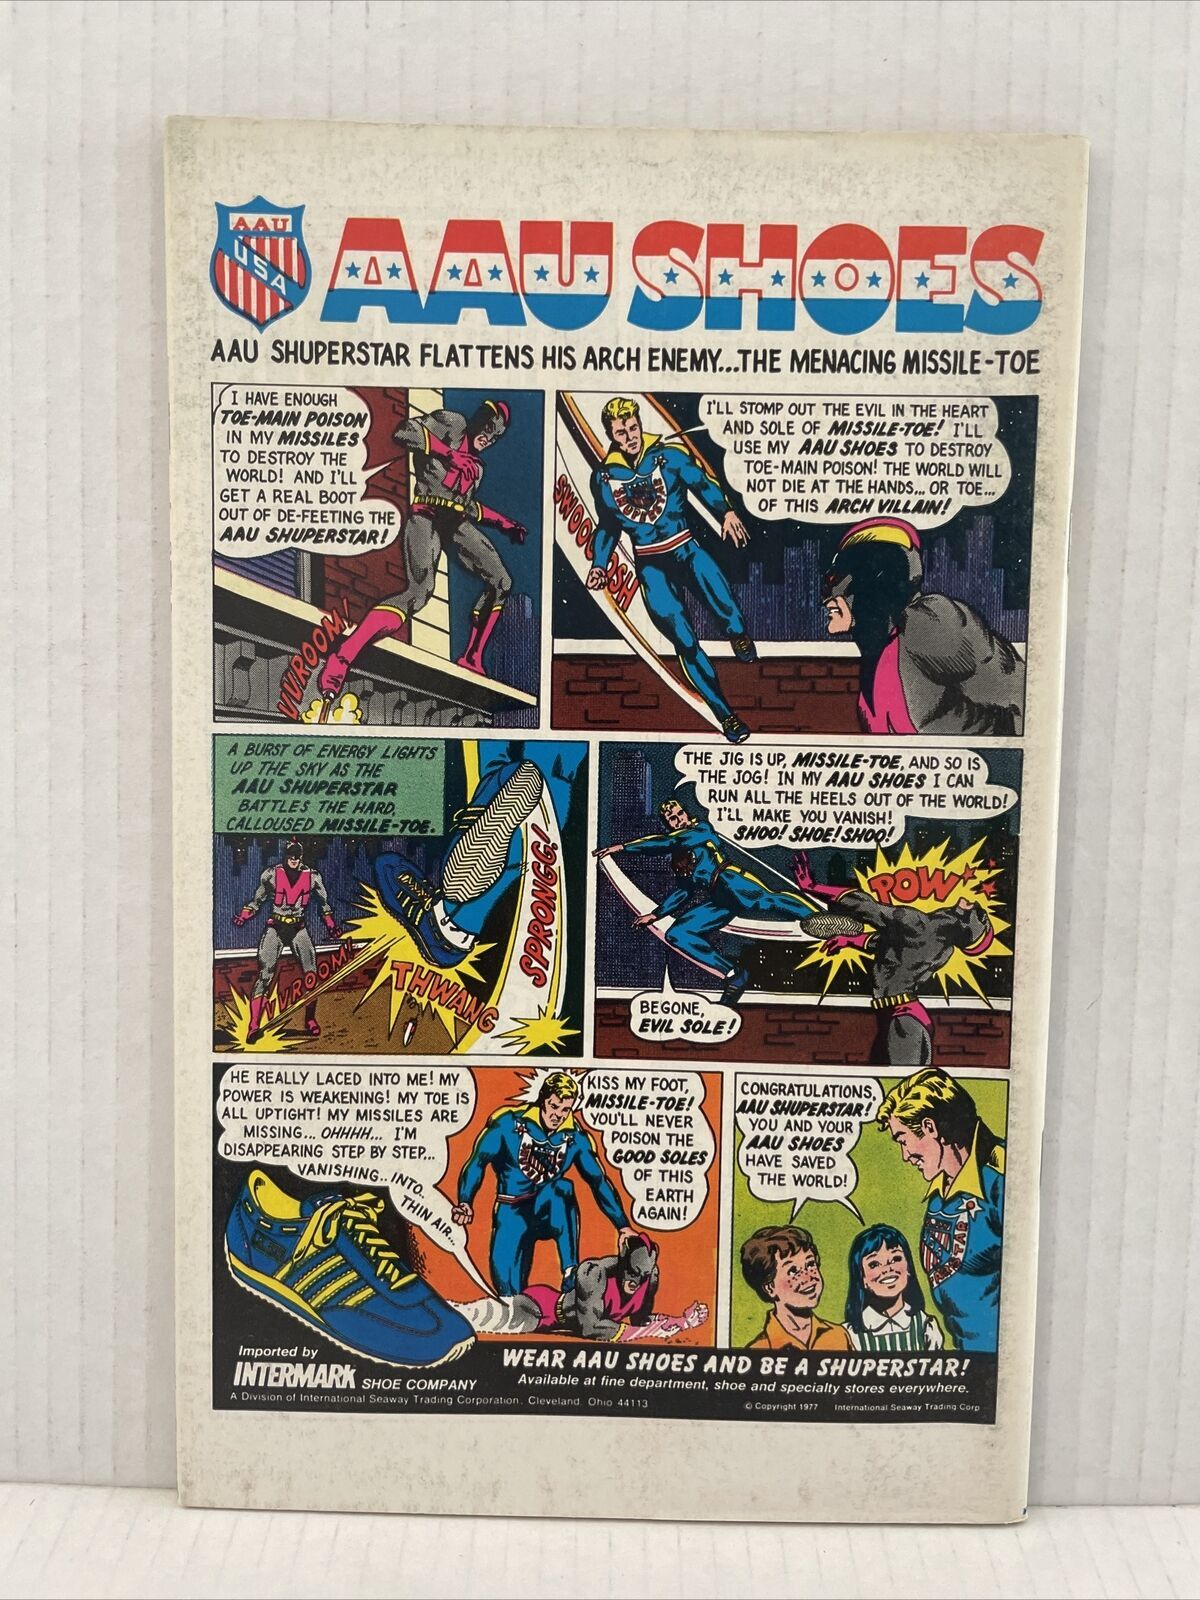 AAU
USA
AAU SHOES
AAU SHUPERSTAR FLATTENS HIS ARCH ENEMY...THE MENACING MISSILE-TOE
I HAVE ENOUGH
TOE-MAIN POISON
IN MY MISSILES
TO DESTROY THE
WORLD! AND I'LL
GET A REAL BOOT
OUT OF DE-FEETING THE
AAU SHUPERSTAR!
VVROOM!
I'LL STOMP OUT THE EVIL IN THE HEART
AND SOLE OF MISSILE-TOE! I'LL
USE MY AAU SHOES TO DESTROY
TOE-MAIN POISON! THE WORLD WILL
NOT DIE AT THE HANDS... OR TOE...
OF THIS ARCH VILLAIN!
A BURST OF ENERGY LIGHTS
UP THE SKY AS THE
AAU SHUPERSTAR
BATTLES THE HARD,
CALLOUSED MISSILE-TOE.
M
VVROOM!
THWANG
SPRONGG!
THE JIG IS UP, MISSILE-TOE, AND SO IS
THE JOG! IN MY AAU SHOES I CAN
RUN ALL THE HEELS OUT OF THE WORLD!
I'LL MAKE YOU VANISH!
SHOO! SHOE! SHOO!
POW
BEGONE,
EVIL SOLE!
HE REALLY LACED INTO ME! MY
POWER IS WEAKENING! MY TOE IS
ALL UPTIGHT! MY MISSILES ARE
MISSING... OHHHH... I'M
DISAPPEARING STEP BY STEP...
VANISHING.. INTO..
THIN AIR...
KISS MY FOOT,
MISSILE-TOE!
YOU'LL NEVER
POISON THE
GOOD SOLES
OF THIS
EARTH
AGAIN!
CONGRATULATIONS,
AAU SHUPERSTAR!
YOU AND YOUR
AAU SHOES
HAVE SAVED
THE WORLD!
Imported by
INTERMARK SHOE COMPANY
A Division of International Seaway Trading Corporation, Cleveland, Ohio 44113
WEAR AAU SHOES AND BE A SHUPERSTAR!
Available at fine department, shoe and specialty stores everywhere.
© Copyright 1977 International Seaway Trading Corp